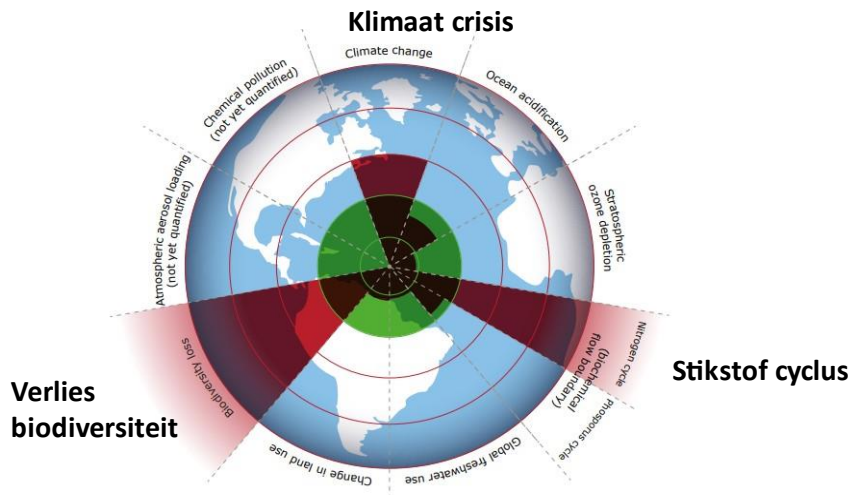 Klimaat crisis
Climate change
Ocean acidification
Stratospheric
ozone depletion
Nitrogen cycle
(biochemical
flow boundary)
Phosporus cycle
Global freshwater use
Change in land use
Biodiversity loss
Atmospheric aerosol loading
(not yet quantified)
Chemical pollution
(not yet quantified)
Verlies
biodiversiteit
Stikstof cyclus